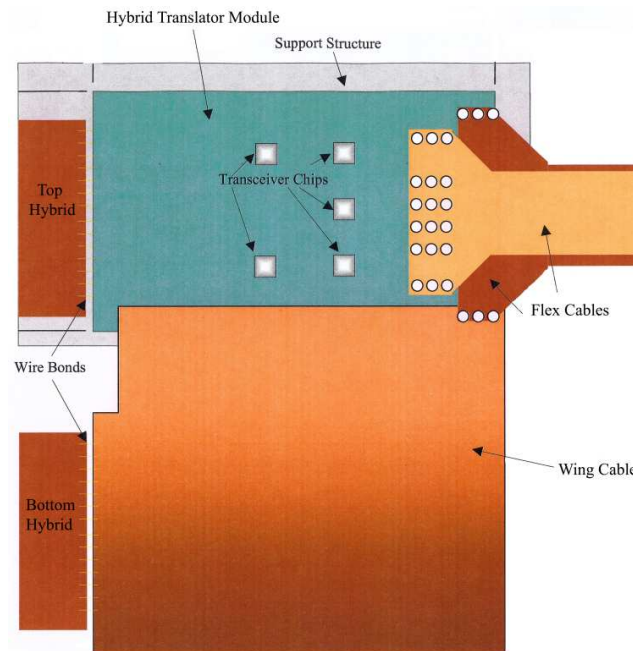 Hybrid Translator Module
Support Structure
Top
Hybrid
Transceiver Chips
Flex Cables
Wire Bonds
Wing Cable
Bottom
Hybrid